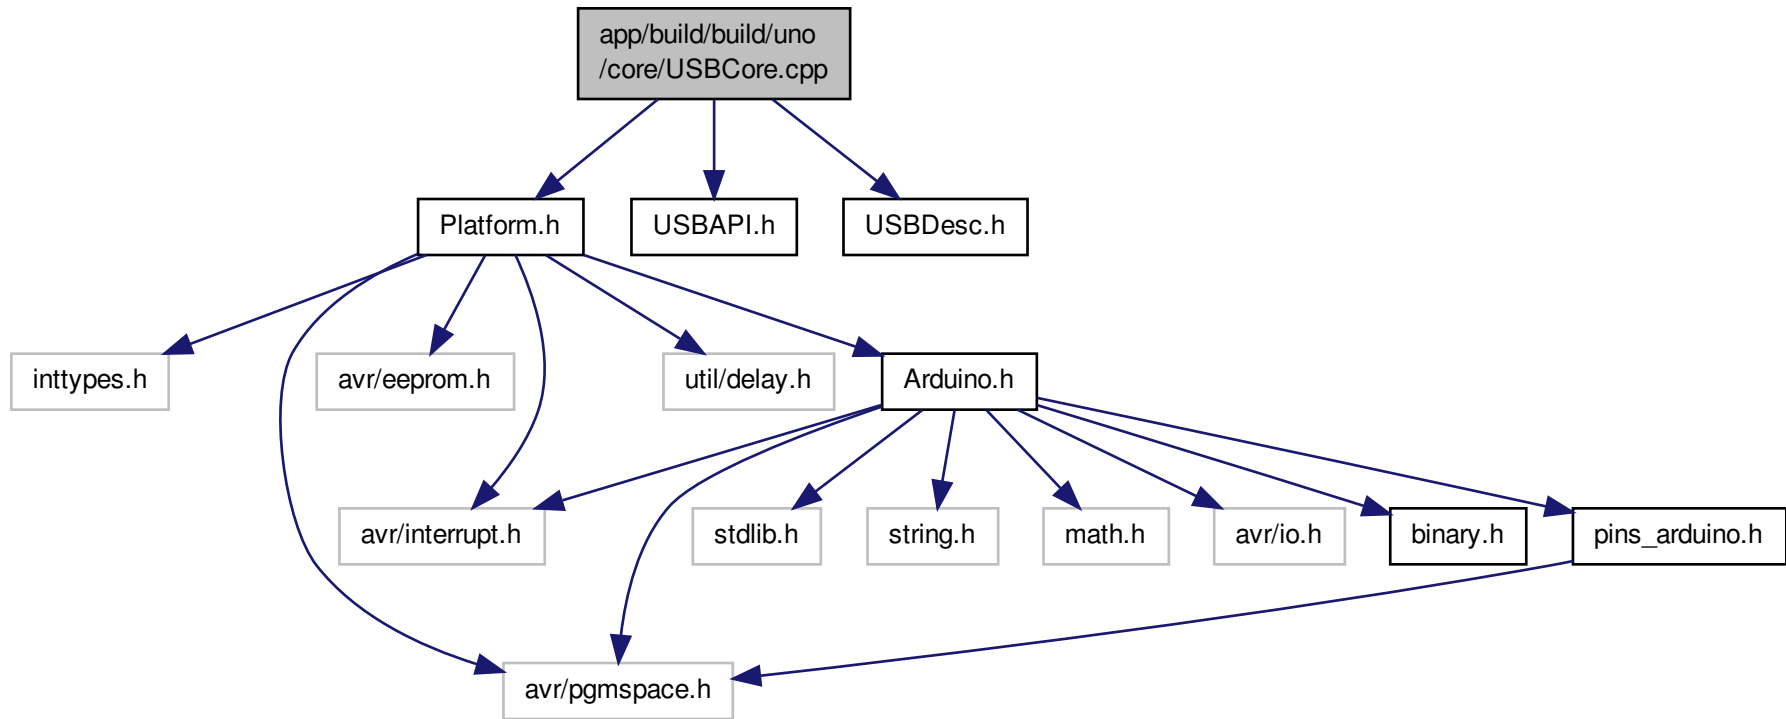 app/build/build/uno
/core/USBCore.cpp
Platform.h
USBAPI.h
USBDesc.h
inttypes.h
avr/eeprom.h
util/delay.h
Arduino.h
avr/interrupt.h
stdlib.h
string.h
math.h
avr/io.h
binary.h
pins_arduino.h
avr/pgmspace.h